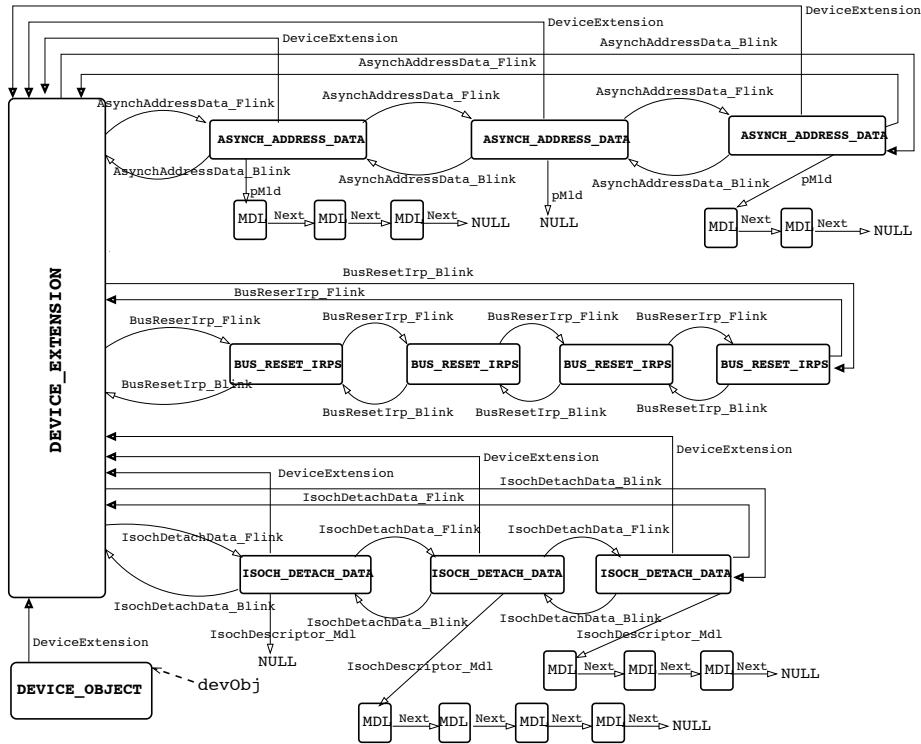 DeviceExtension
DeviceExtension
DeviceExtension
AsynchAddressData_Blink
AsynchAddressData_Flink
AsynchAddressData_Flink
AsynchAddressData_Flink
AsynchAddressData_Flink
ASYNCH_ADDRESS_DATA
ASYNCH_ADDRESS_DATA
ASYNCH_ADDRESS_DATA
AsynchAddressData_Blink
AsynchAddressData_Blink
AsynchAddressData_Blink
pMld
pMld
pMld
MDL Next MDL Next MDL Next NULL
NULL
MDL Next MDL Next NULL
DEVICE_EXTENSION
BusResetIrp_Blink
BusReserIrp_Flink
BusReserIrp_Flink
BusReserIrp_Flink
BusReserIrp_Flink
BusReserIrp_Flink
BUS_RESET_IRPS
BUS_RESET_IRPS
BUS_RESET_IRPS
BUS_RESET_IRPS
BusResetIrp_Blink
BusResetIrp_Blink
BusResetIrp_Blink
BusResetIrp_Blink
DeviceExtension
DeviceExtension
DeviceExtension
IsochDetachData_Blink
IsochDetachData_Flink
IsochDetachData_Flink
IsochDetachData_Flink
IsochDetachData_Flink
ISOCH_DETACH_DATA
ISOCH_DETACH_DATA
ISOCH_DETACH_DATA
IsochDetachData_Blink
IsochDetachData_Blink
IsochDetachData_Blink
IsochDescriptor_Mdl
IsochDescriptor_Mdl
IsochDescriptor_Mdl
NULL
MDL Next MDL Next MDL Next NULL
MDL Next MDL Next MDL Next MDL Next NULL
DeviceExtension
DEVICE_OBJECT
devObj